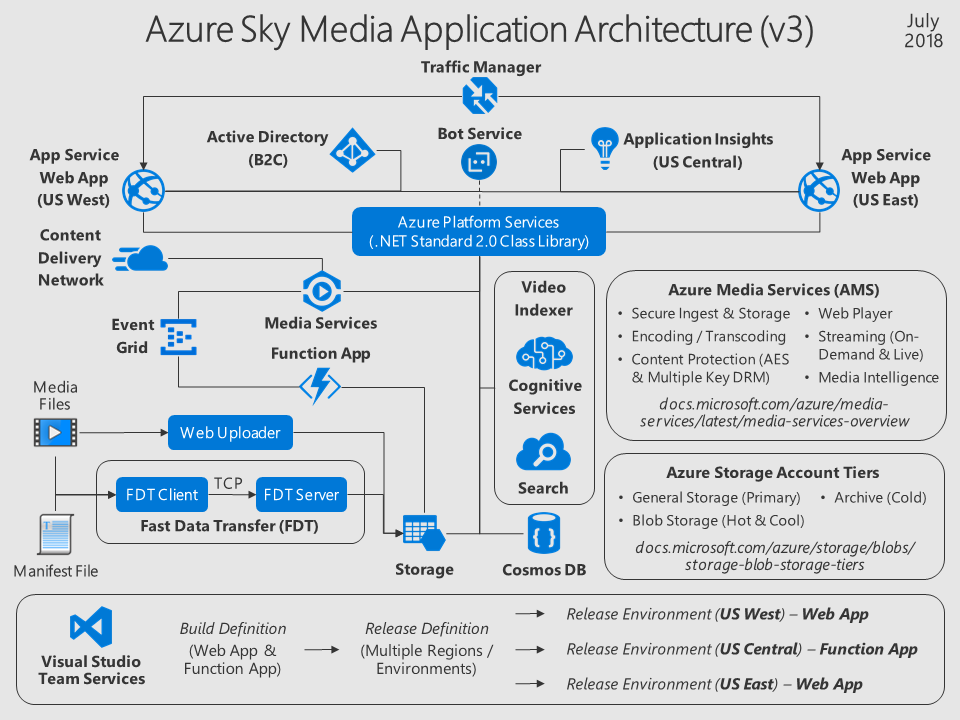 Azure Sky Media Application Architecture (v3)
July
2018
Traffic Manager
Active Directory
(B2C)
Bot Service
Application Insights
(US Central)
App Service
Web App
(US West)
App Service
Web App
(US East)
Azure Platform Services
(.NET Standard 2.0 Class Library)
Content
Delivery
Network
Media Services
Event
Grid
Function App
Video
Indexer
Cognitive
Services
Search
Azure Media Services (AMS)
• Secure Ingest & Storage
• Encoding / Transcoding
• Content Protection (AES
& Multiple Key DRM)
• Web Player
• Streaming (On-
Demand & Live)
• Media Intelligence
docs.microsoft.com/azure/media-
services/latest/media-services-overview
Media
Files
Web Uploader
FDT Client
TCP
FDT Server
Fast Data Transfer (FDT)
Manifest File
Storage
Cosmos DB
Azure Storage Account Tiers
• General Storage (Primary)
• Archive (Cold)
• Blob Storage (Hot & Cool)
docs.microsoft.com/azure/storage/blobs/
storage-blob-storage-tiers
Visual Studio
Team Services
Build Definition
(Web App &
Function App)
Release Definition
(Multiple Regions /
Environments)
Release Environment (US West) – Web App
Release Environment (US Central) – Function App
Release Environment (US East) – Web App